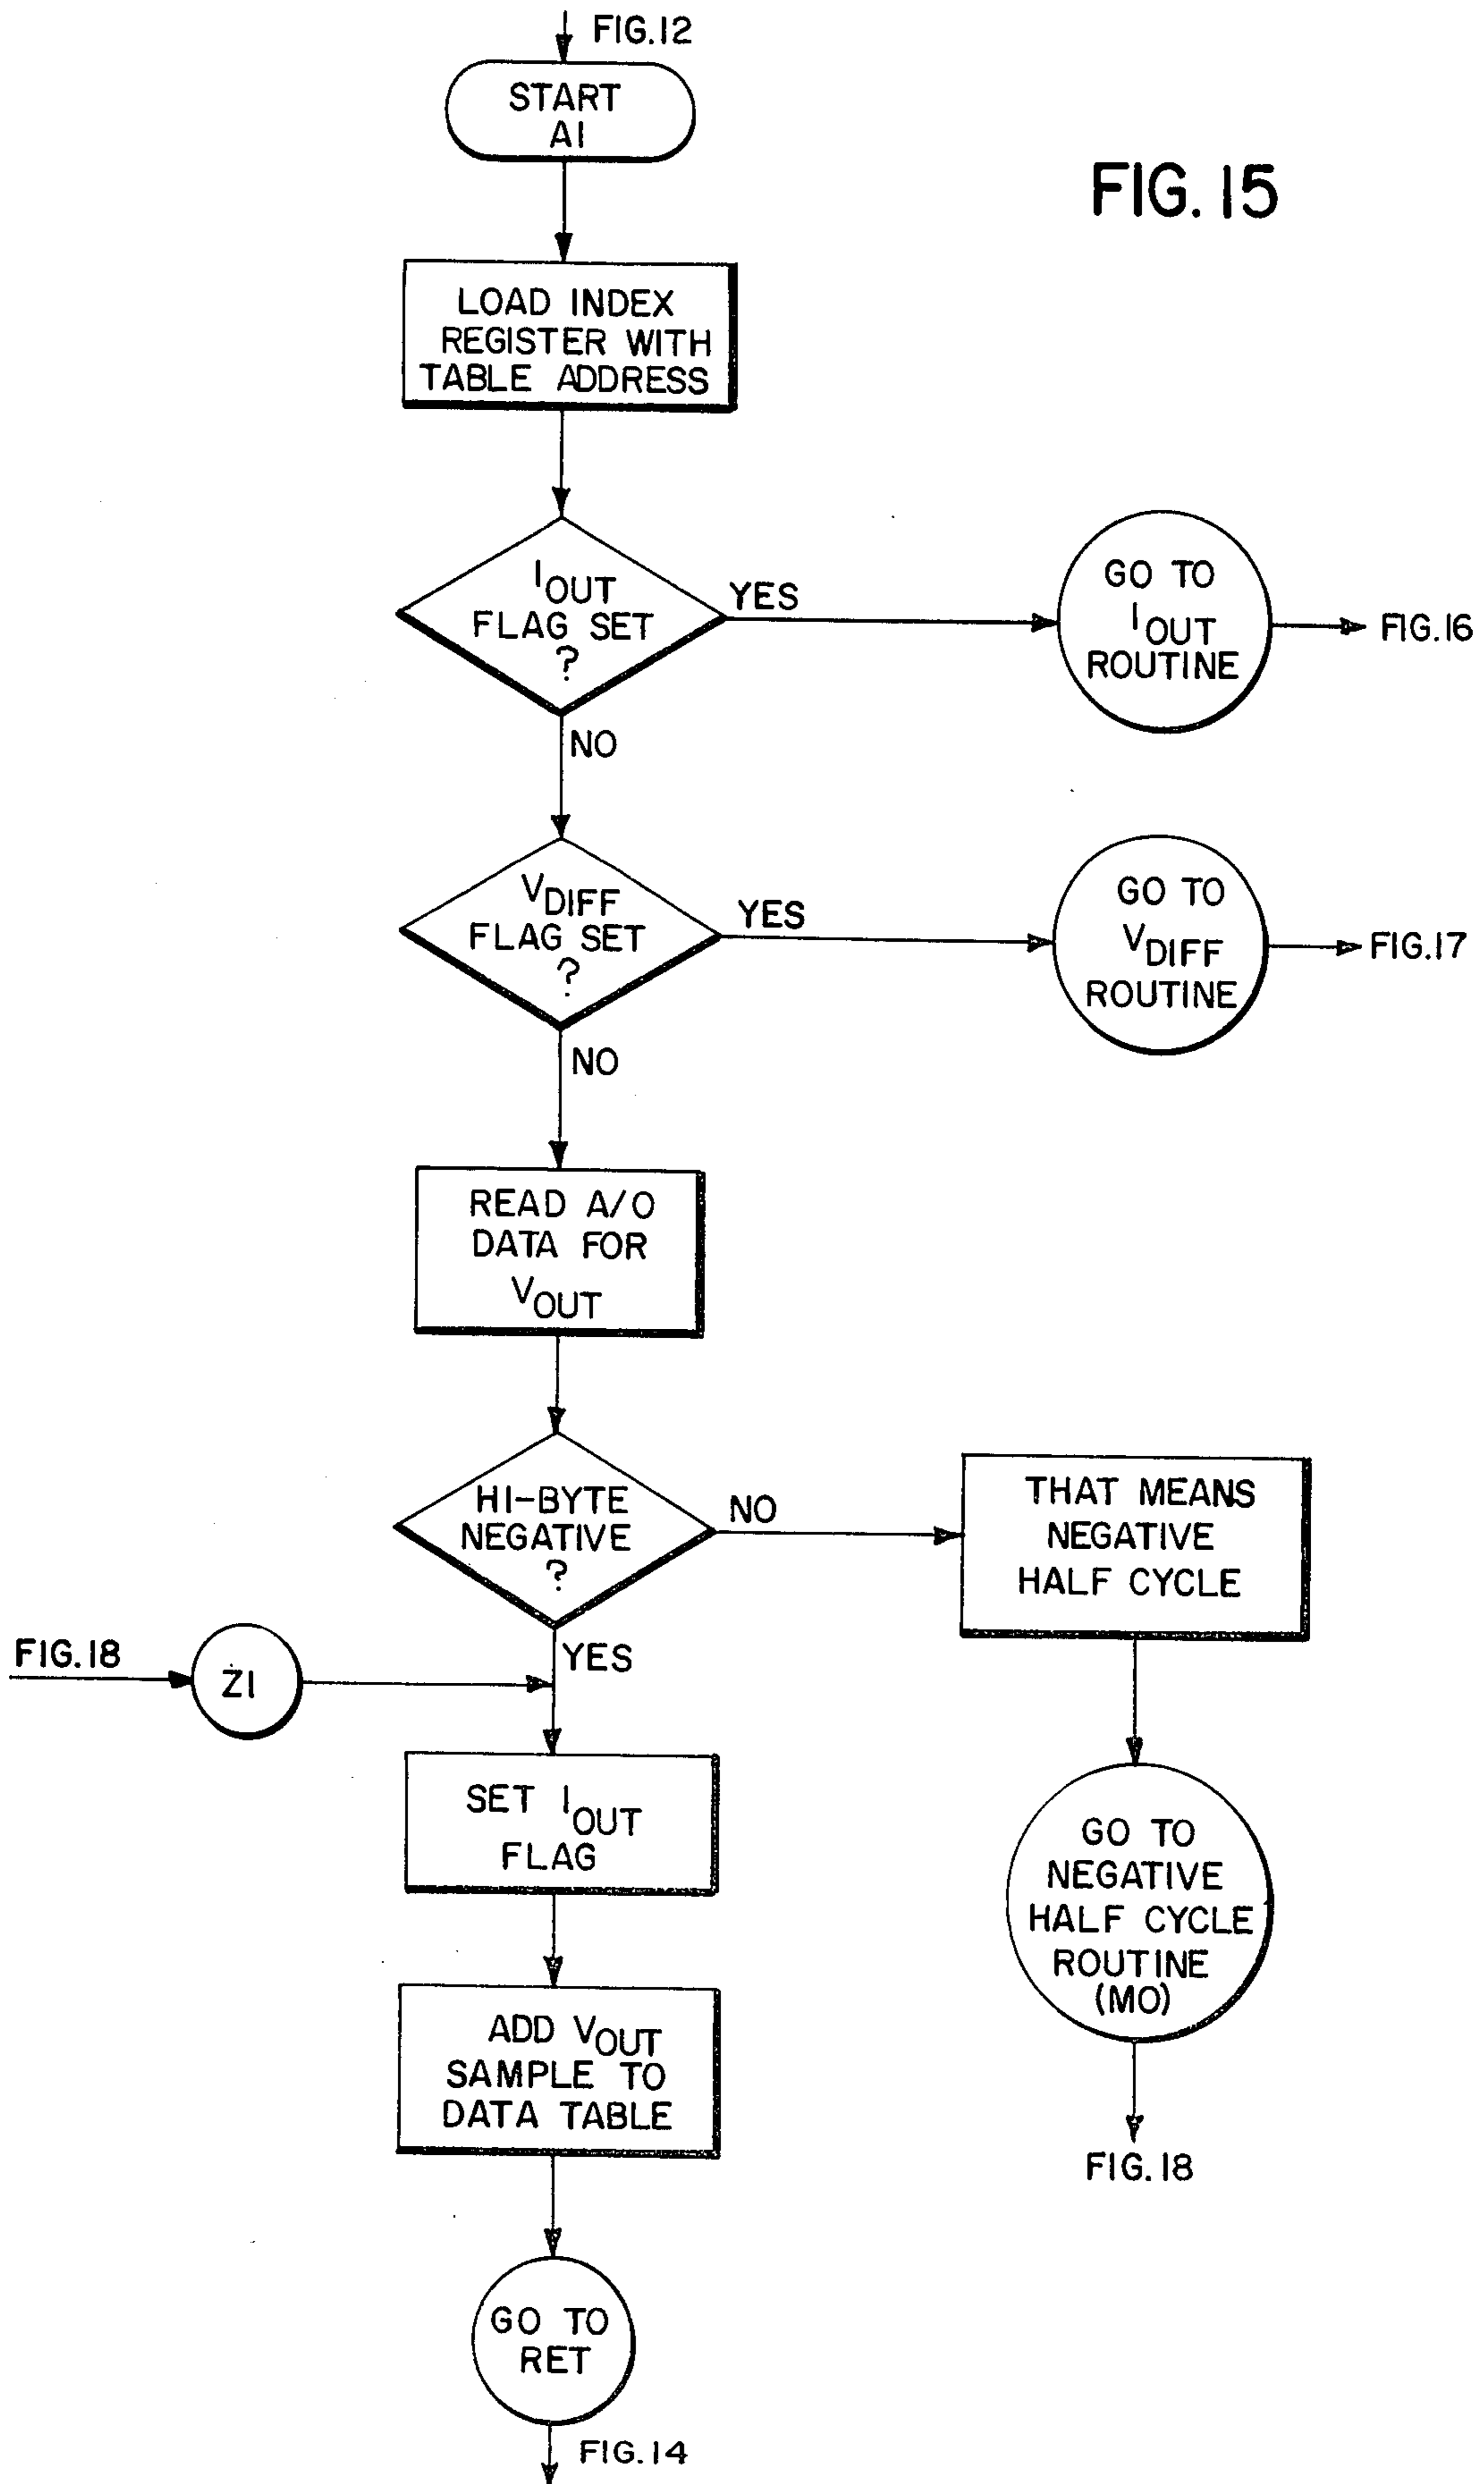 FIG.12
START
A1
FIG. 15
LOAD INDEX
REGISTER WITH
TABLE ADDRESS
IOUT
FLAG SET
?
YES
GO TO
IOUT
ROUTINE
FIG.16
NO
VDIFF
FLAG SET
?
YES
GO TO
VDIFF
ROUTINE
FIG.17
NO
READ A/O
DATA FOR
VOUT
HI-BYTE
NEGATIVE
?
NO
THAT MEANS
NEGATIVE
HALF CYCLE
YES
FIG.18
Z1
SET IOUT
FLAG
GO TO
NEGATIVE
HALF CYCLE
ROUTINE
(MO)
FIG.18
ADD VOUT
SAMPLE TO
DATA TABLE
GO TO
RET
FIG.14